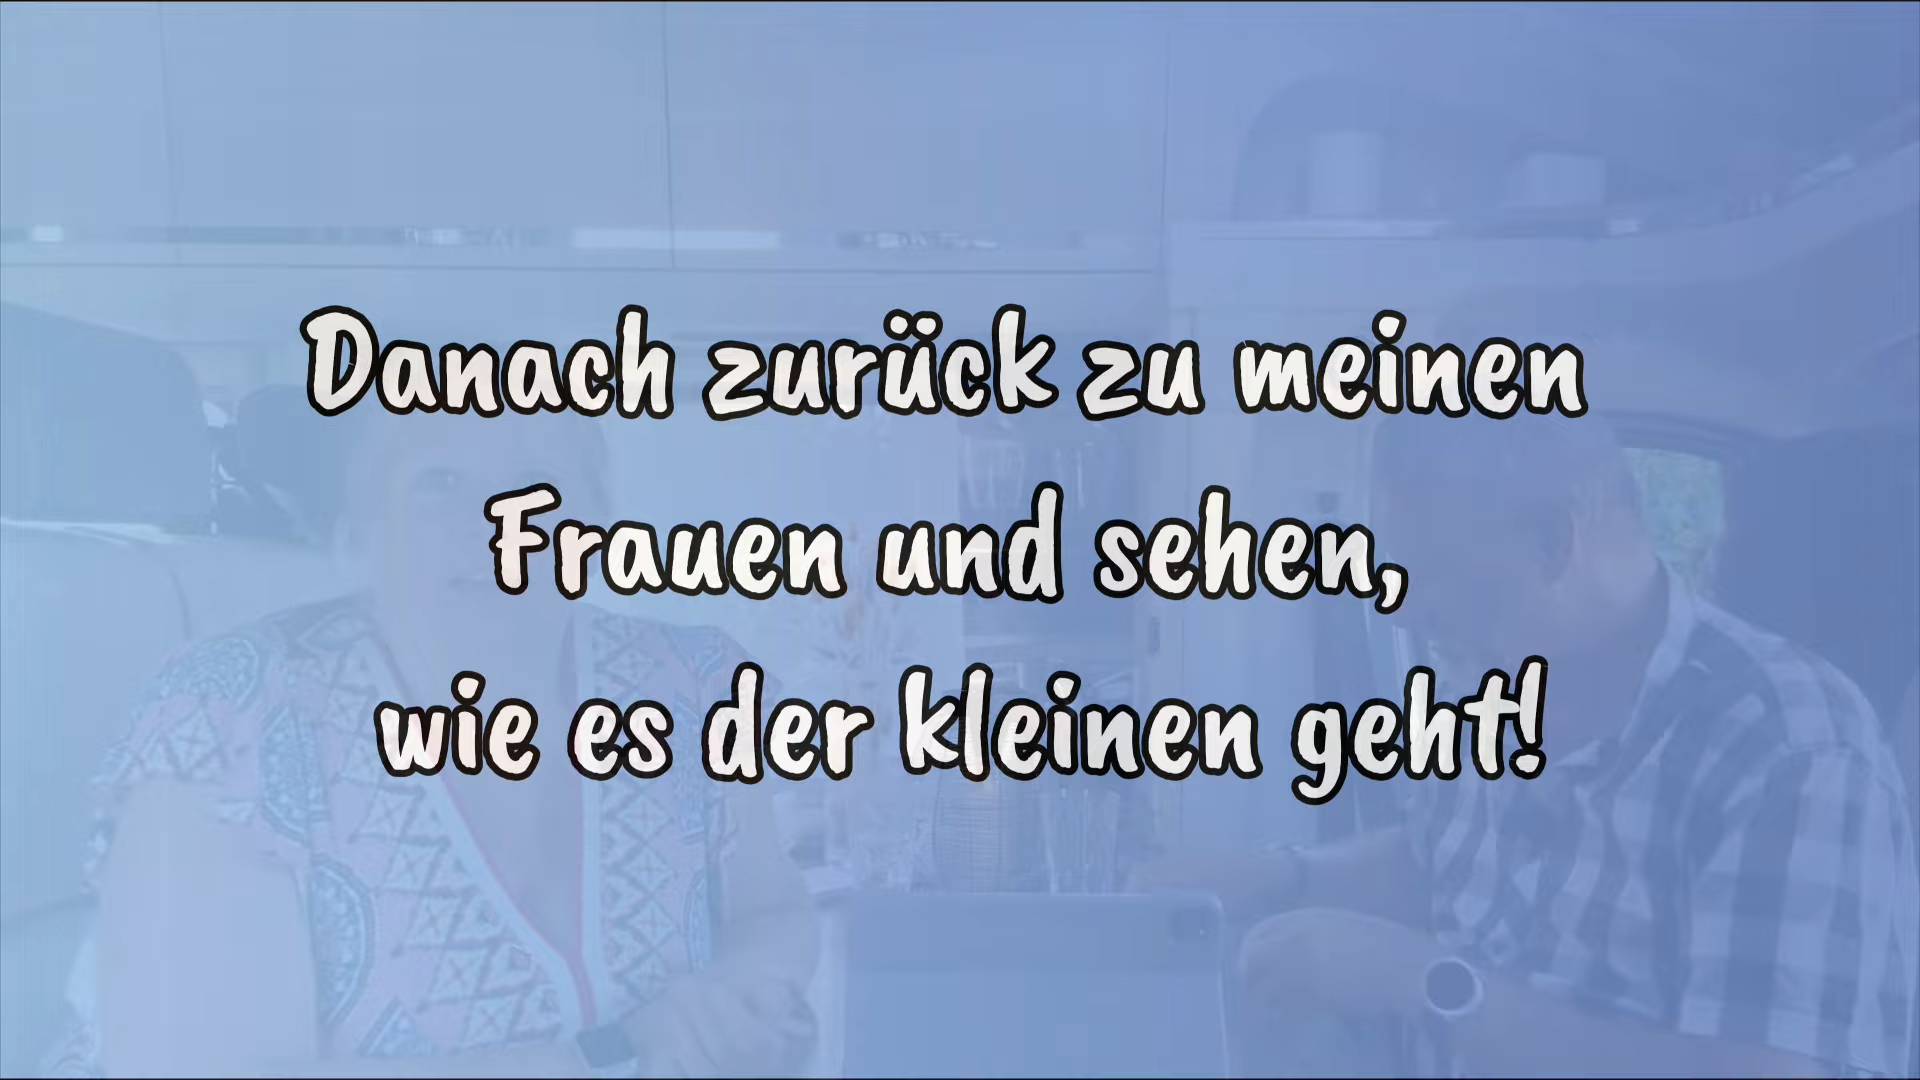 Danach zurück zu meinen
Frauen und sehen,
wie es der kleinen geht!